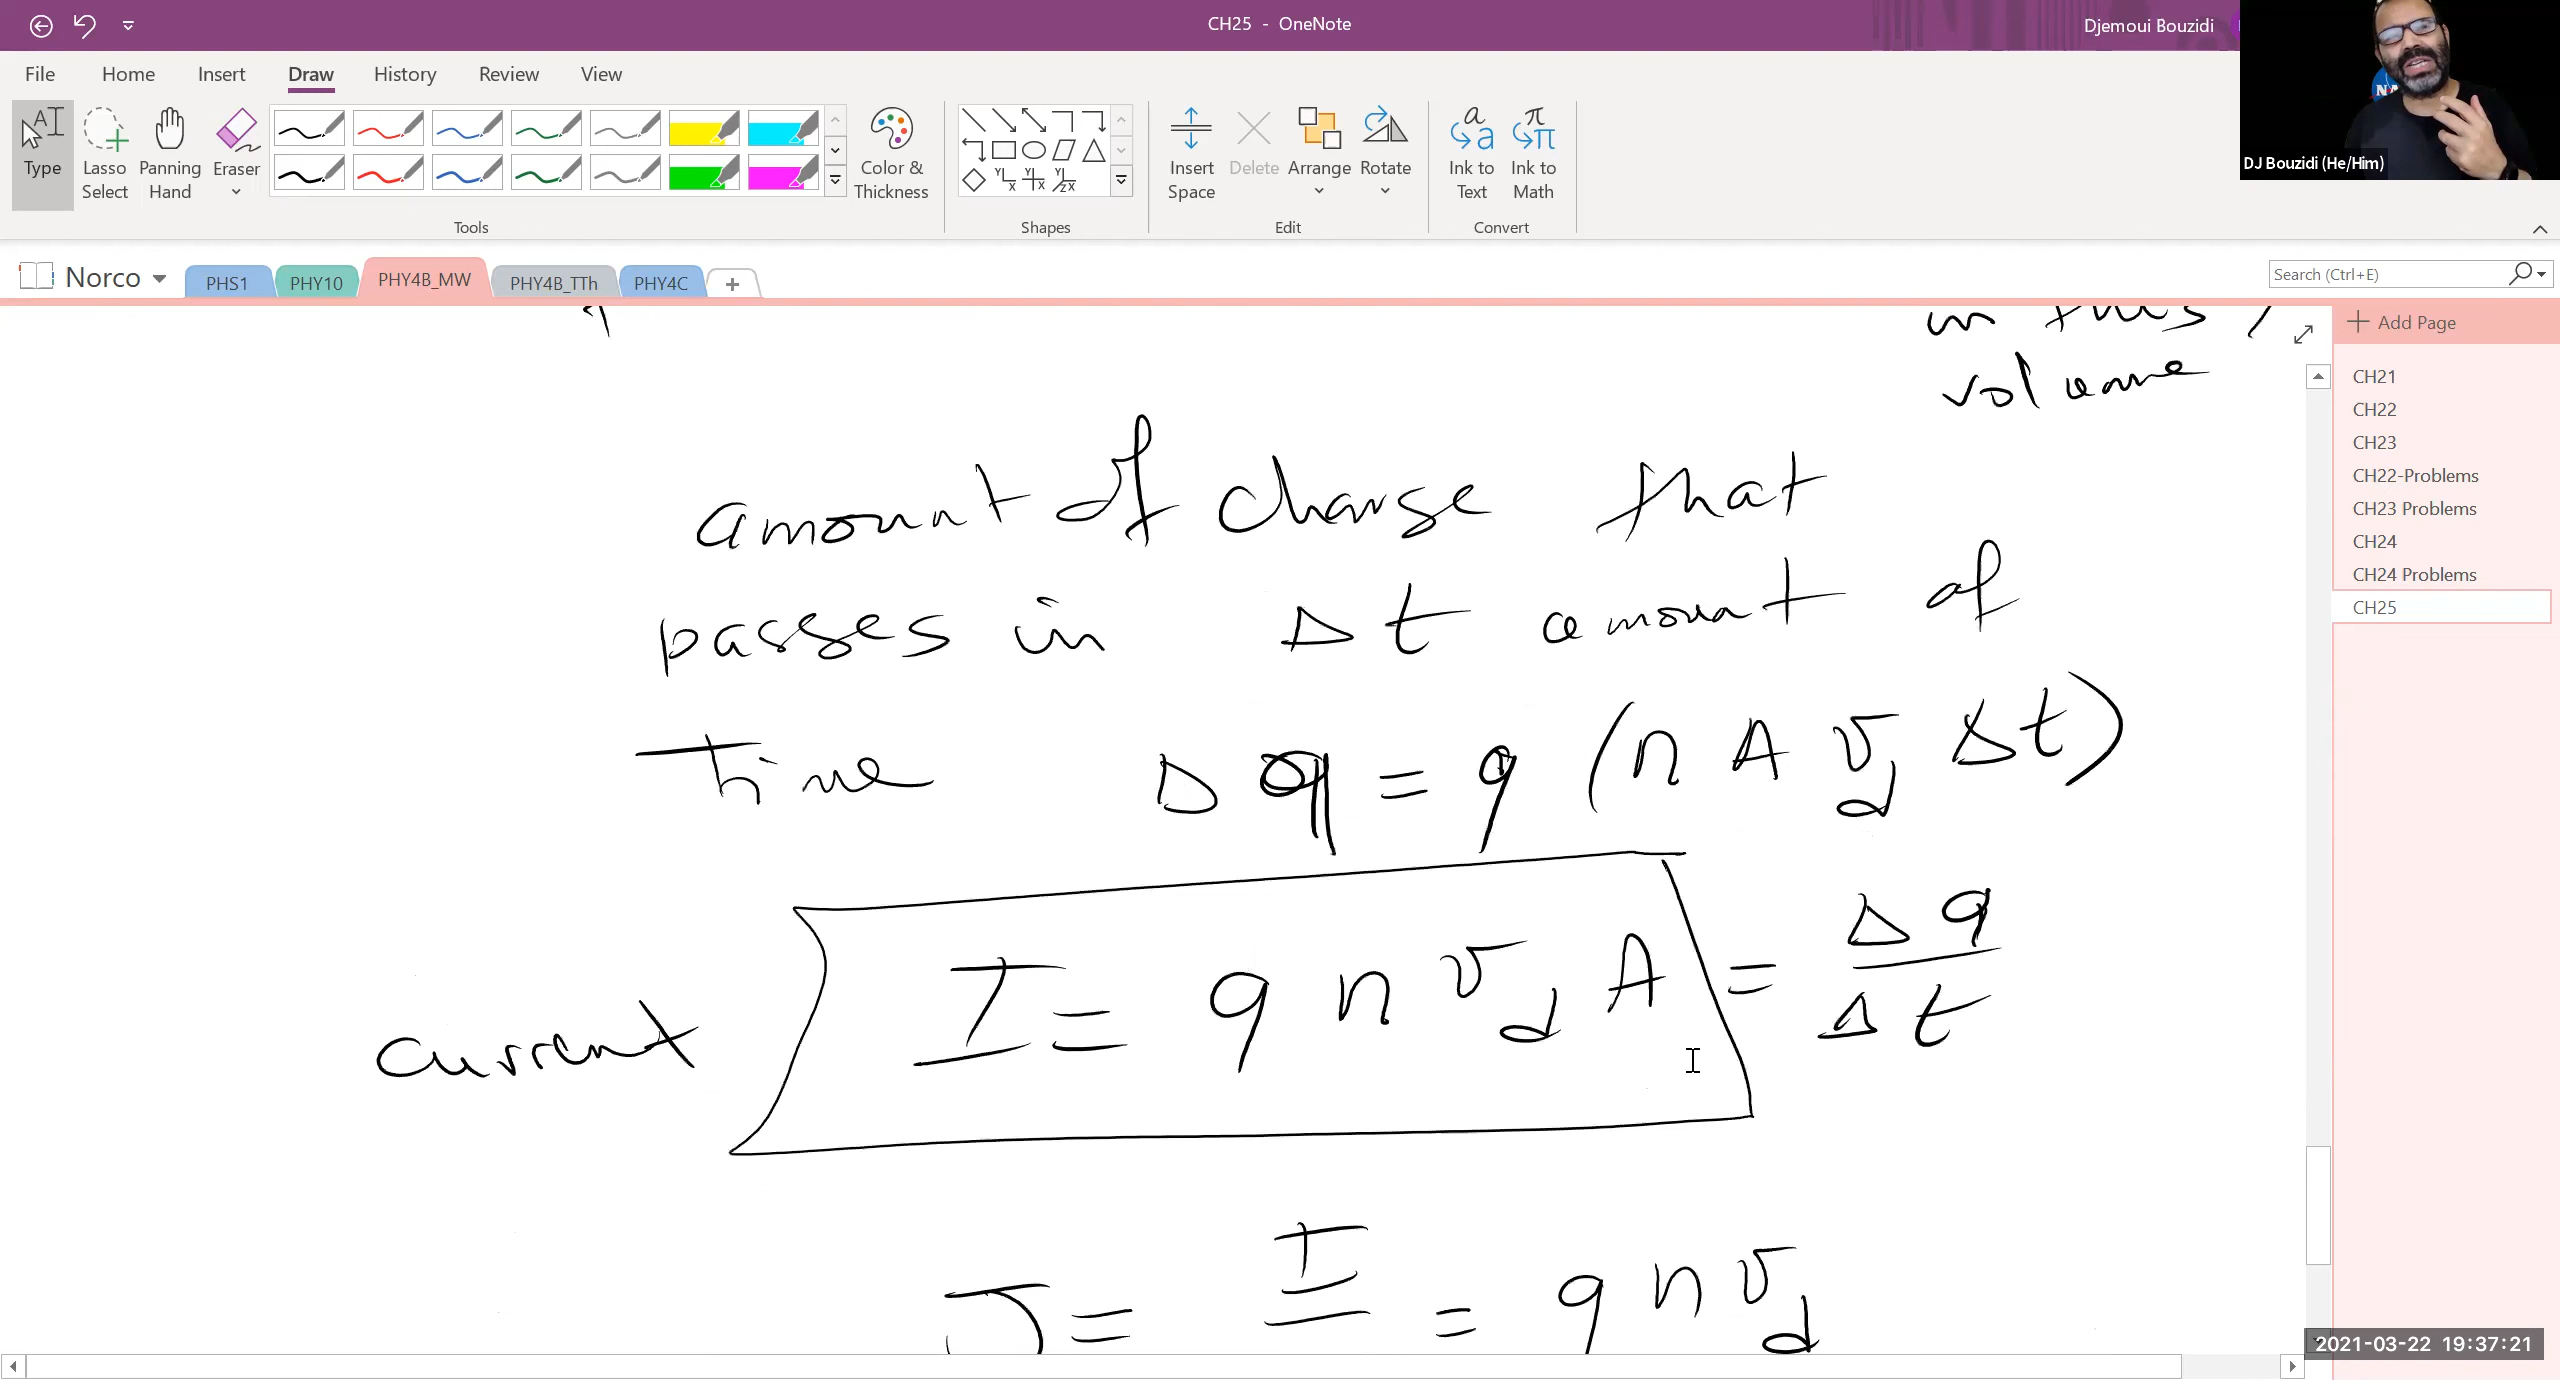 CH25 - OneNote
Djemoui Bouzidi
File Home Insert Draw History Review View
Type
Lasso Select
Panning Hand
Eraser
Color & Thickness
Insert Space
Delete
Arrange
Rotate
Ink to Text
Ink to Math
Tools
Shapes
Edit
Convert
NA
DJ Bouzidi (He/Him)
Norco
PHS1 PHY10 PHY4B_MW PHY4B_TTh PHY4C
Search (Ctrl+E)
Add Page
CH21
CH22
CH23
CH22-Problems
CH23 Problems
CH24
CH24 Problems
CH25
in this
volume
amount of charge that
passes in Δt amount of
time Δq = q (n A v_d Δt)
current I = q n v_d A = Δq/Δt
J = I = q n v_d
2021-03-22 19:37:21